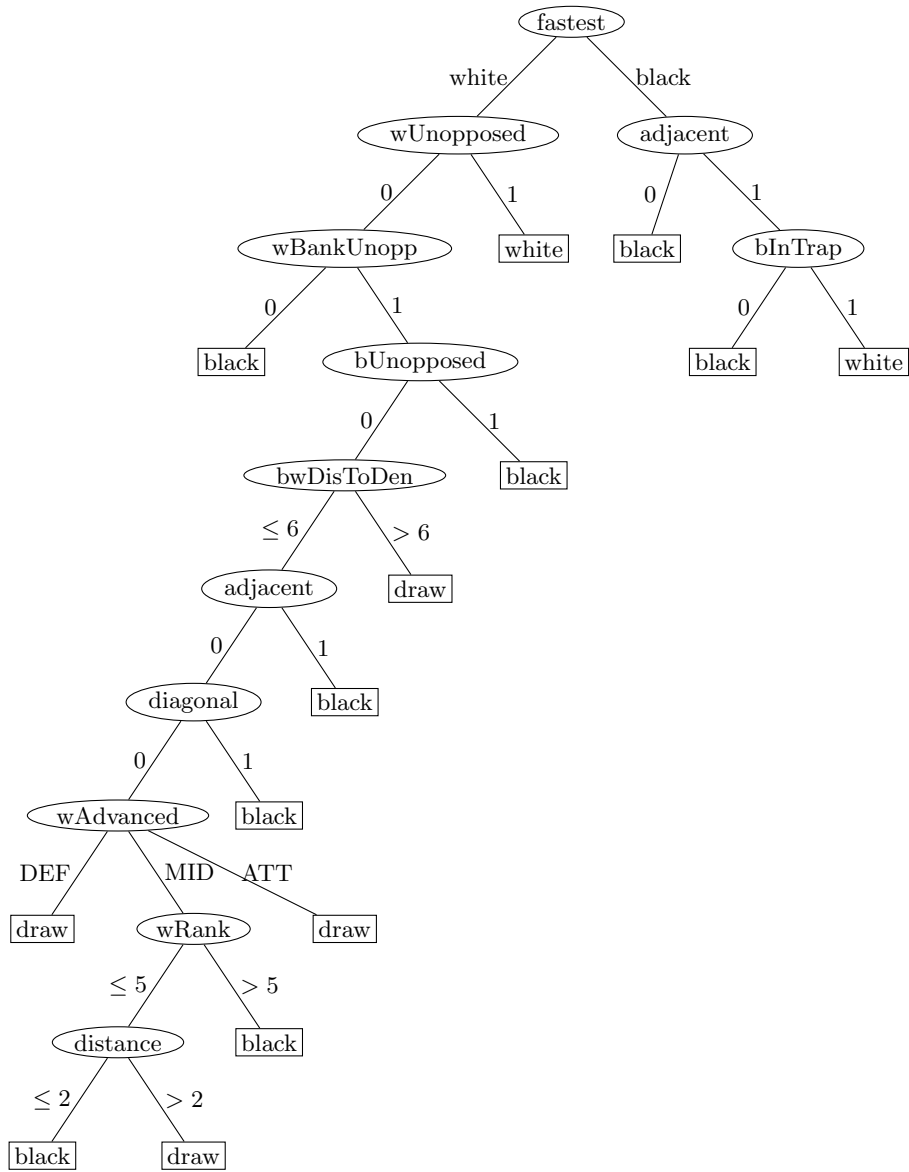 fastest
white
black
wUnopposed
adjacent
0
1
0
1
wBankUnopp
white
black
bInTrap
0
1
0
1
black
bUnopposed
black
white
0
1
bwDisToDen
black
≤ 6
> 6
adjacent
draw
0
1
diagonal
black
0
1
wAdvanced
black
DEF
MID
ATT
draw
wRank
draw
≤ 5
> 5
distance
black
≤ 2
> 2
black
draw